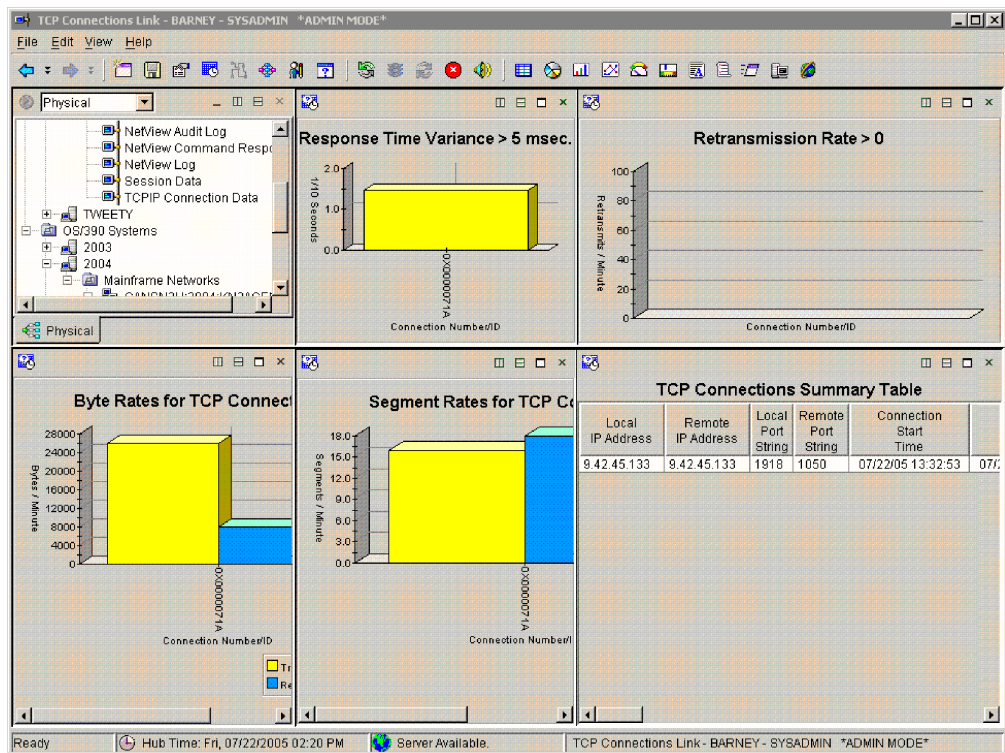 TCP Connections Link - BARNEY - SYSADMIN *ADMIN MODE*
File Edit View Help
Physical
NetView Audit Log
NetView Command Respo
NetView Log
Session Data
TCPIP Connection Data
TWEETY
OS/390 Systems
2003
2004
Mainframe Networks
Physical
Response Time Variance > 5 msec.
1/10 Seconds
2.0
1.0
0.0
0X0000071A
Connection Number/ID
Retransmission Rate > 0
Retransmits / Minute
100
80
60
40
20
0
Connection Number/ID
Byte Rates for TCP Connect
Bytes / Minute
28000
24000
20000
16000
12000
8000
4000
0
0X0000071A
Connection Number/ID
Tr
Re
Segment Rates for TCP Co
Segments / Minute
18.0
15.0
12.0
9.0
6.0
3.0
0.0
0X0000071A
Connection Number/I
TCP Connections Summary Table
Local IP Address Remote IP Address Local Port String Remote Port String Connection Start Time
9.42.45.133 9.42.45.133 1918 1050 07/22/05 13:32:53 07/2
Ready Hub Time: Fri, 07/22/2005 02:20 PM Server Available. TCP Connections Link - BARNEY - SYSADMIN *ADMIN MODE*